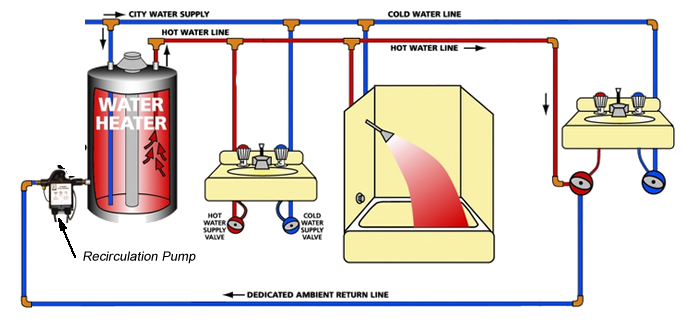 CITY WATER SUPPLY
COLD WATER LINE
HOT WATER LINE
HOT WATER LINE
WATER
HEATER
HOT
WATER
SUPPLY
VALVE
COLD
WATER
SUPPLY
VALVE
Recirculation Pump
DEDICATED AMBIENT RETURN LINE